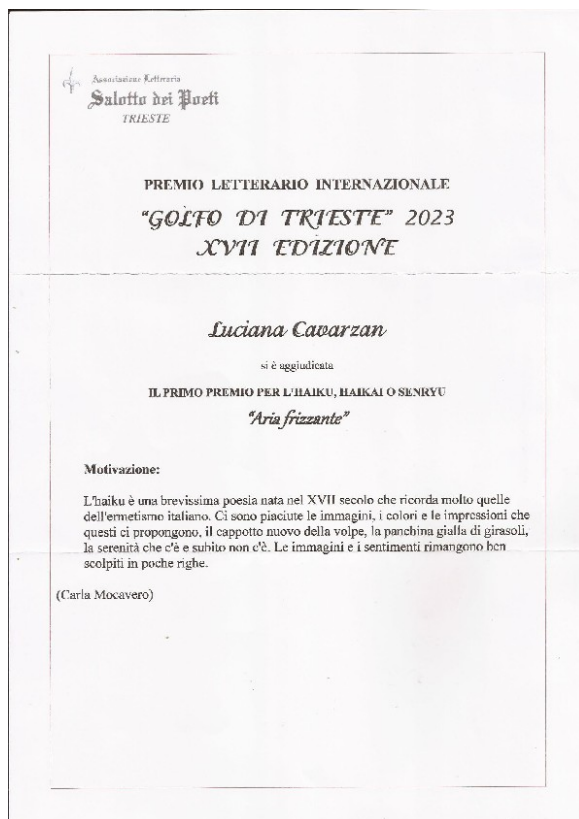 Associazione Letteraria
Salotto dei Poeti
TRIESTE
PREMIO LETTERARIO INTERNAZIONALE
"GOLFO DI TRIESTE" 2023
XVII EDIZIONE
Luciana Cavarzan
si è aggiudicata
IL PRIMO PREMIO PER L'HAIKU, HAIKAI O SENRYU
"Aria frizzante"
Motivazione:
L'haiku è una brevissima poesia nata nel XVII secolo che ricorda molto quelle
dell'ermetismo italiano. Ci sono piaciute le immagini, i colori e le impressioni che
questi ci propongono, il cappotto nuovo della volpe, la panchina gialla di girasoli,
la serenità che c'è e subito non c'è. Le immagini e i sentimenti rimangono ben
scolpiti in poche righe.
(Carla Mocavero)